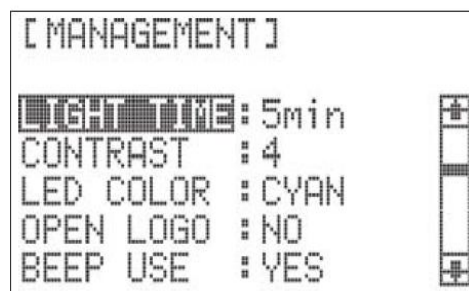 [MANAGEMENT]
LIGHT TIME:5min
CONTRAST :4
LED COLOR :CYAN
OPEN LOGO :NO
BEEP USE :YES